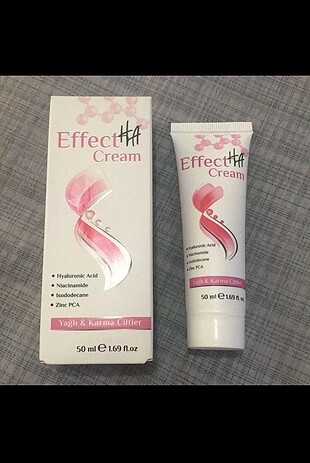 Effect HA
Cream
• Hyaluronic Acid
• Niacinamide
• Isododecane
• Zinc PCA
Yağlı & Karma Ciltler
50 ml e 1.69 fl.oz
Effect HA
Cream
• Hyaluronic Acid
• Niacinamide
• Isododecane
• Zinc PCA
Yağlı & Karma Ciltler
50 ml e 1.69 fl. oz